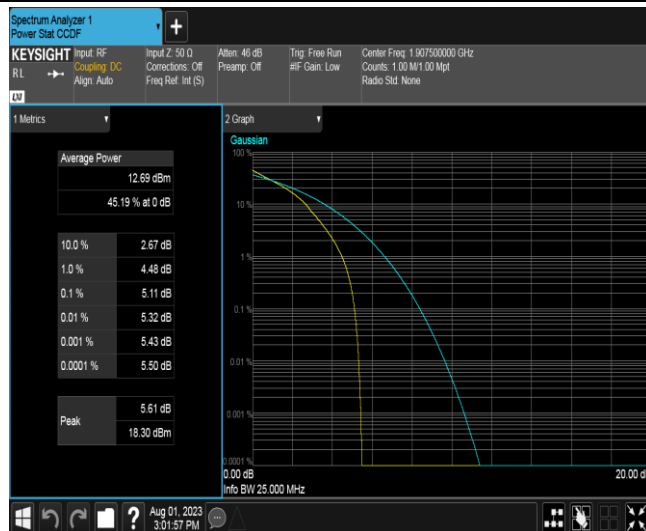 Spectrum Analyzer 1
Power Stat CCDF
+
KEYSIGHT
RL
LXI
Input: RF
Coupling: DC
Align: Auto
Input Z: 50 Ω
Corrections: Off
Freq Ref: Int (S)
Atten: 46 dB
Preamp: Off
Trig: Free Run
#IF Gain: Low
Center Freq: 1.907500000 GHz
Counts: 1.00 M/1.00 Mpt
Radio Std: None
1 Metrics
Average Power
12.69 dBm
45.19 % at 0 dB
10.0 % 2.67 dB
1.0 % 4.48 dB
0.1 % 5.11 dB
0.01 % 5.32 dB
0.001 % 5.43 dB
0.0001 % 5.50 dB
Peak
5.61 dB
18.30 dBm
2 Graph
Gaussian
100 %
10 %
1 %
0.1 %
0.01 %
0.001 %
0.0001 %
0.00 dB
20.00 d
Info BW 25.000 MHz
?
Aug 01, 2023
3:01:57 PM